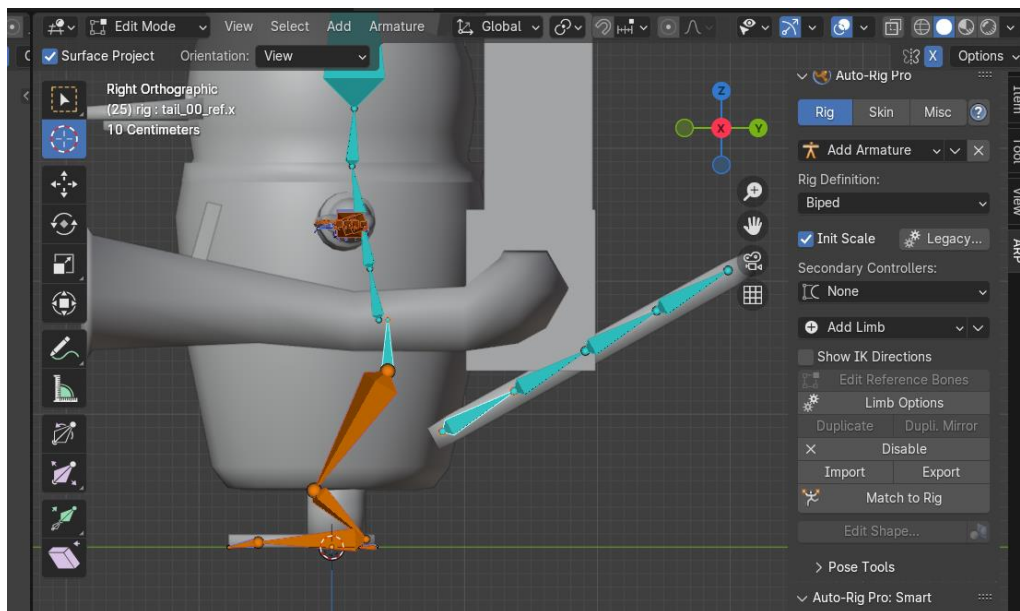 Edit Mode View Select Add Armature Global
Surface Project Orientation: View Options
Right Orthographic
(25) rig : tail_00_ref.x
10 Centimeters
Z
Y
X
X
Auto-Rig Pro
Rig Skin Misc
Add Armature
Rig Definition:
Biped
Init Scale Legacy...
Secondary Controllers:
None
Add Limb
Show IK Directions
Edit Reference Bones
Limb Options
Duplicate Dupli. Mirror
Disable
Import Export
Match to Rig
Edit Shape...
Pose Tools
Auto-Rig Pro: Smart
Item
Tool
View
ARP